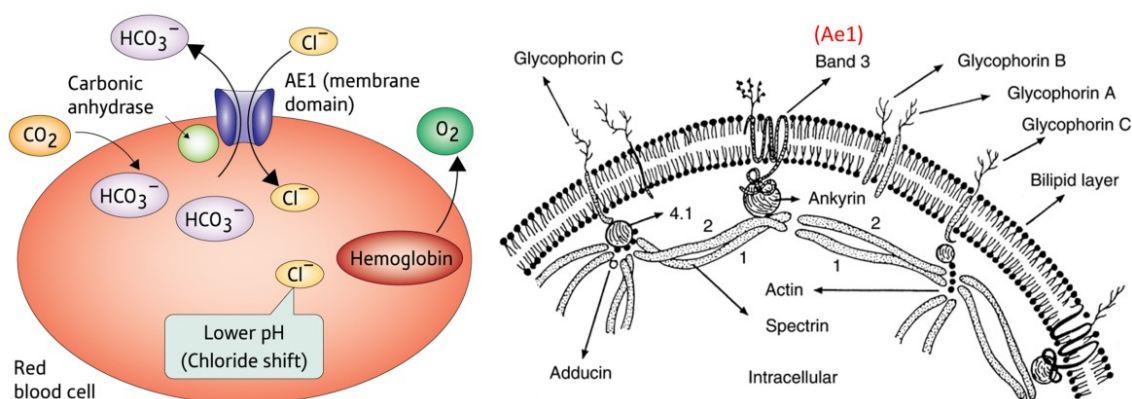 HCO3⁻
Cl⁻
AE1 (membrane
domain)
Carbonic
anhydrase
CO2
O2
HCO3⁻
HCO3⁻
Cl⁻
Hemoglobin
Cl⁻
Lower pH
(Chloride shift)
Red
blood cell
(Ae1)
Band 3
Glycophorin C
Glycophorin B
Glycophorin A
Glycophorin C
Bilipid layer
Ankyrin
4.1
2
1
2
1
Actin
Spectrin
Adducin
Intracellular